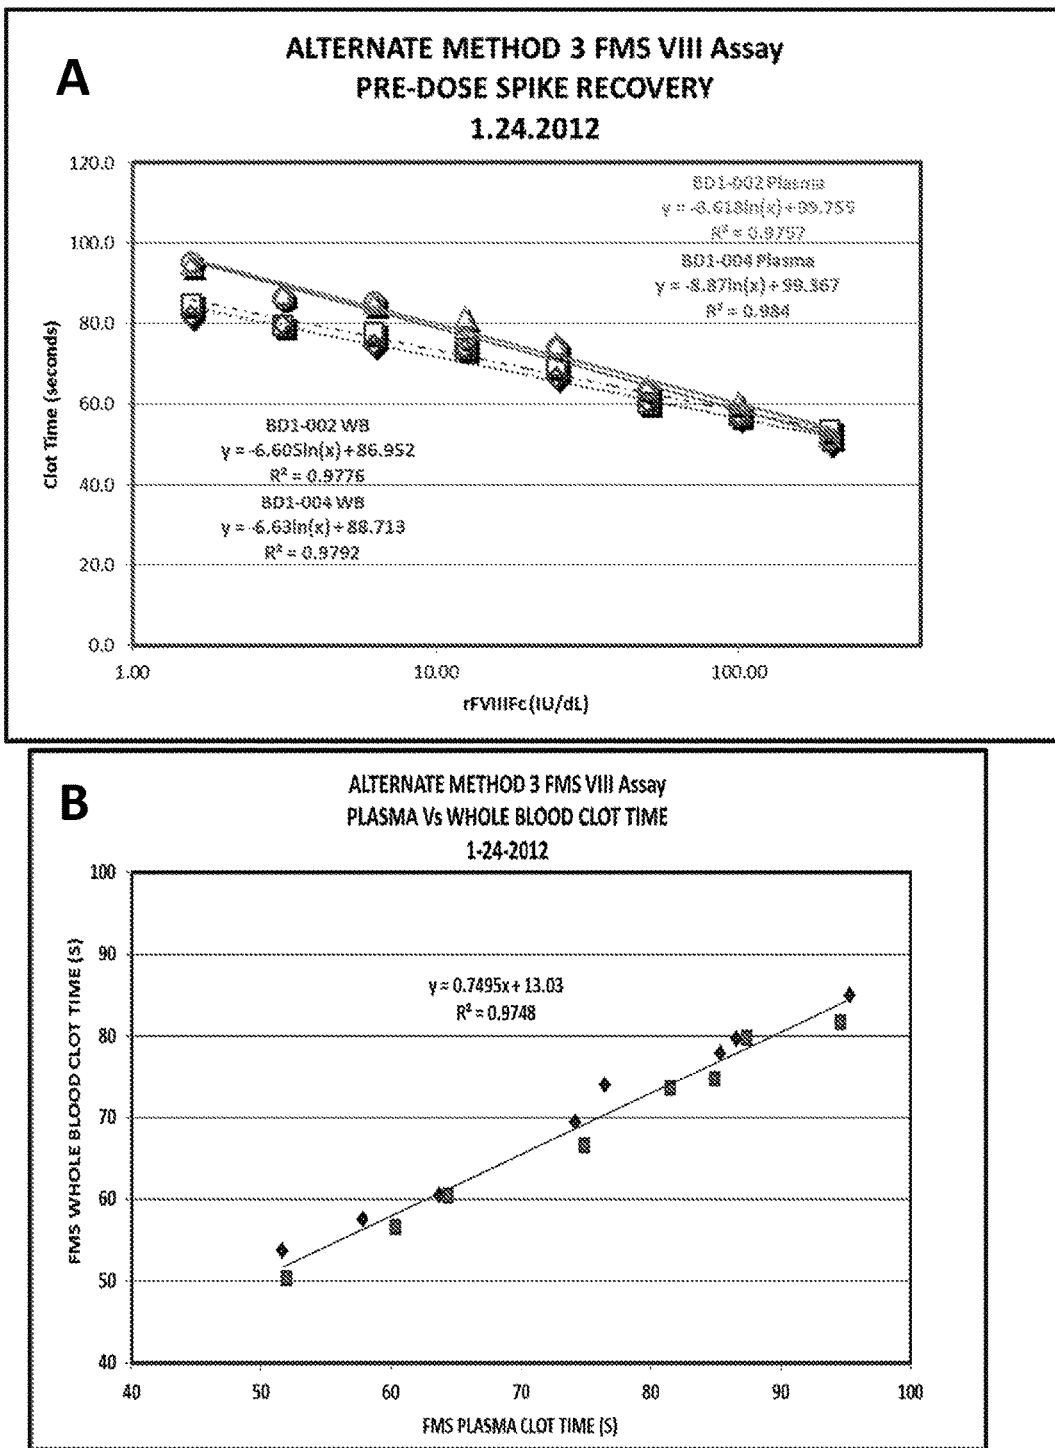 A
ALTERNATE METHOD 3 FMS VIII Assay
PRE-DOSE SPIKE RECOVERY
1.24.2012
120.0
100.0
80.0
60.0
40.0
20.0
0.0
Clot Time (seconds)
BD1-002 Plasma
y = -8.618ln(x) + 99.755
R² = 0.9757
BD1-004 Plasma
y = -8.87ln(x) + 99.367
R² = 0.984
BD1-002 WB
y = -6.605ln(x) + 86.952
R² = 0.9776
BD1-004 WB
y = -6.63ln(x) + 88.713
R² = 0.9792
1.00 10.00 100.00
rFVIIIFc (IU/dL)
B
ALTERNATE METHOD 3 FMS VIII Assay
PLASMA Vs WHOLE BLOOD CLOT TIME
1-24-2012
100
90
80
70
60
50
40
FMS WHOLE BLOOD CLOT TIME (S)
y = 0.7495x + 13.03
R² = 0.9748
40 50 60 70 80 90 100
FMS PLASMA CLOT TIME (S)